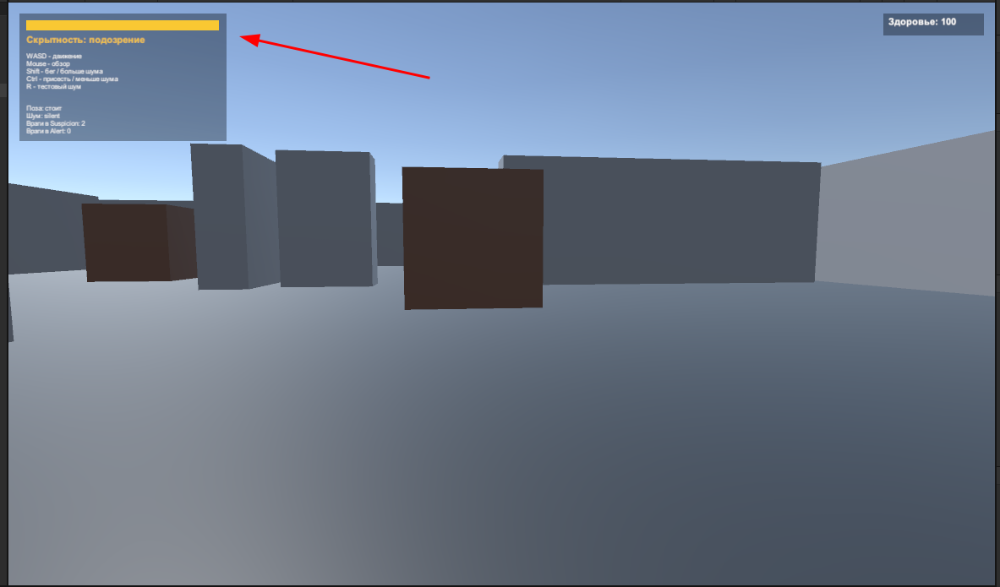 Скрытность: подозрение
WASD - движение
Mouse - обзор
Shift - бег / больше шума
Ctrl - присесть / меньше шума
R - тестовый шум
Поза: стоит
Шум: silent
Враги в Suspicion: 2
Враги в Alert: 0
Здоровье: 100